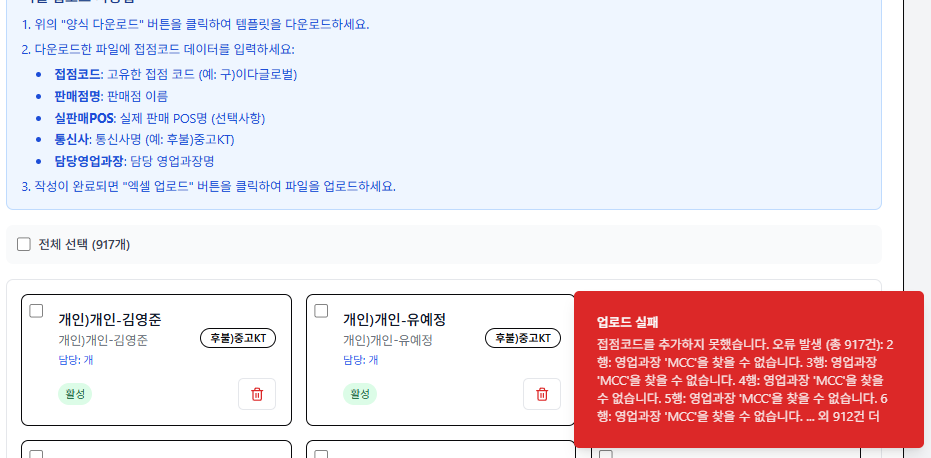 1. 위의 "양식 다운로드" 버튼을 클릭하여 템플릿을 다운로드하세요.
2. 다운로드한 파일에 접점코드 데이터를 입력하세요:
• 접점코드: 고유한 접점 코드 (예: 구)이다글로벌)
• 판매점명: 판매점 이름
• 실판매POS: 실제 판매 POS명 (선택사항)
• 통신사: 통신사명 (예: 후불)중고KT)
• 담당영업과장: 담당 영업과장명
3. 작성이 완료되면 "엑셀 업로드" 버튼을 클릭하여 파일을 업로드하세요.
전체 선택 (917개)
개인)개인-김영준
개인)개인-김영준
후불)중고KT
담당: 개
활성
개인)개인-유예정
개인)개인-유예정
후불)중고KT
담당: 개
활성
업로드 실패
접점코드를 추가하지 못했습니다. 오류 발생 (총 917건): 2
행: 영업과장 'MCC'을 찾을 수 없습니다. 3행: 영업과장
'MCC'을 찾을 수 없습니다. 4행: 영업과장 'MCC'을 찾을
수 없습니다. 5행: 영업과장 'MCC'을 찾을 수 없습니다. 6
행: 영업과장 'MCC'을 찾을 수 없습니다. ... 외 912건 더